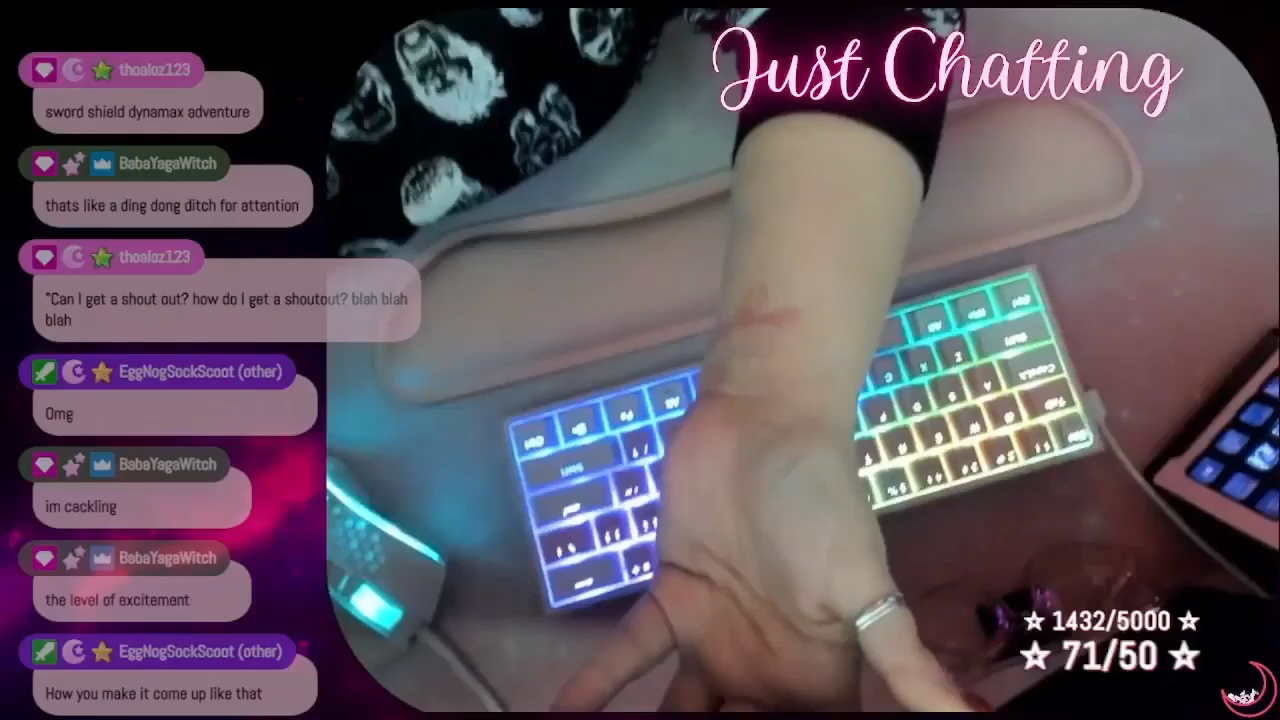 Just Chatting
thoaloz123
sword shield dynamax adventure
BabaYagaWitch
thats like a ding dong ditch for attention
thoaloz123
"Can I get a shout out? how do I get a shoutout? blah blah
blah
EggNogSockScoot (other)
Omg
BabaYagaWitch
im cackling
BabaYagaWitch
the level of excitement
EggNogSockScoot (other)
How you make it come up like that
☆ 1432/5000 ☆
☆ 71/50 ☆